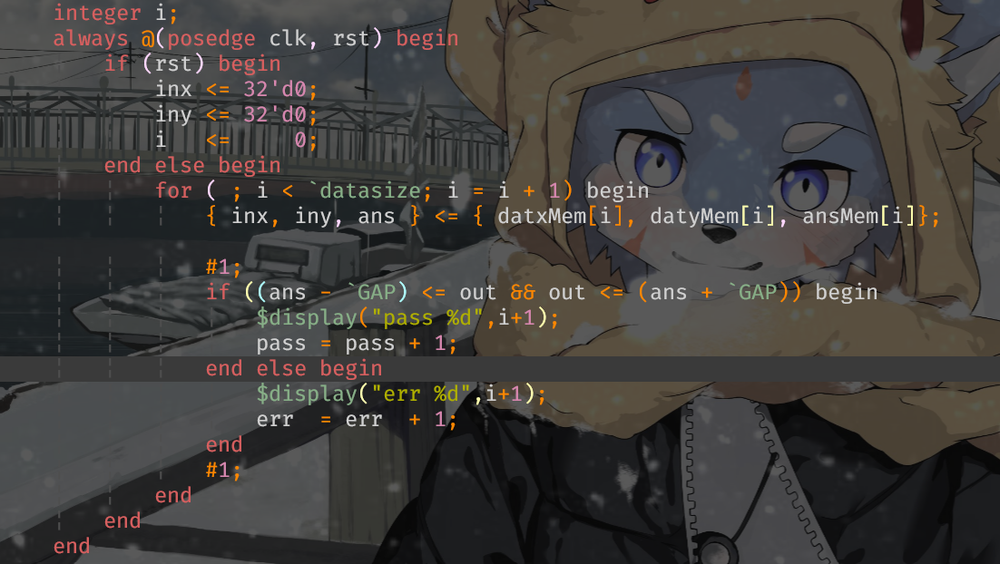 integer i;
always @(posedge clk, rst) begin
    if (rst) begin
        inx <= 32'd0;
        iny <= 32'd0;
        i   <=      0;
    end else begin
        for ( ; i < `datasize; i = i + 1) begin
            { inx, iny, ans } <= { datxMem[i], datyMem[i], ansMem[i]};
            #1;
            if ((ans - `GAP) <= out && out <= (ans + `GAP)) begin
                $display("pass %d",i+1);
                pass = pass + 1;
            end else begin
                $display("err %d",i+1);
                err  = err  + 1;
            end
            #1;
        end
    end
end